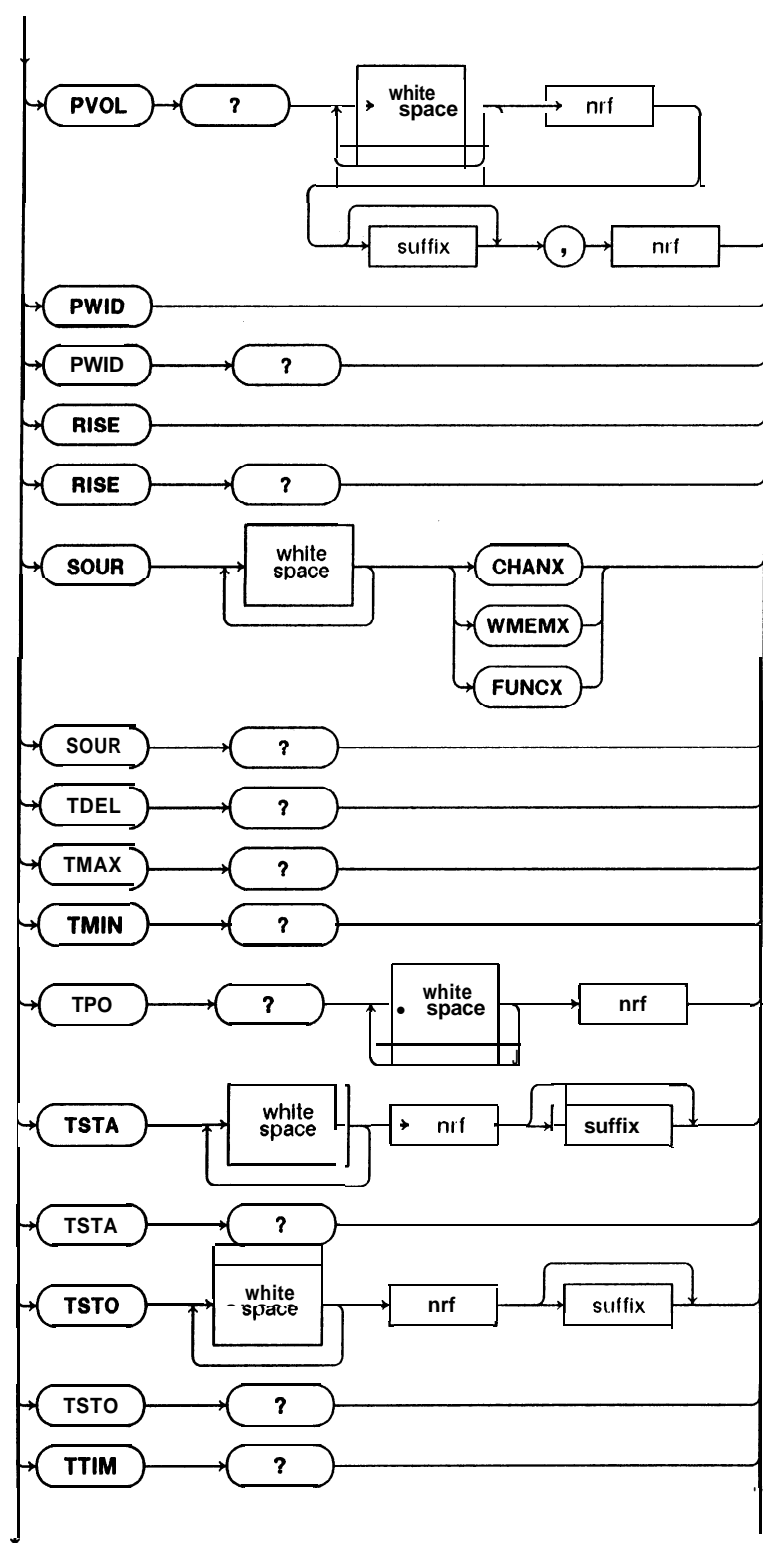 PVOL ? white space nrf
suffix , nrf
PWID
PWID ?
RISE
RISE ?
SOUR white space CHANX
WMEMX
FUNCX
SOUR ?
TDEL ?
TMAX ?
TMIN ?
TPO ? white space nrf
TSTA white space nrf suffix
TSTA ?
TSTO white space nrf suffix
TSTO ?
TTIM ?